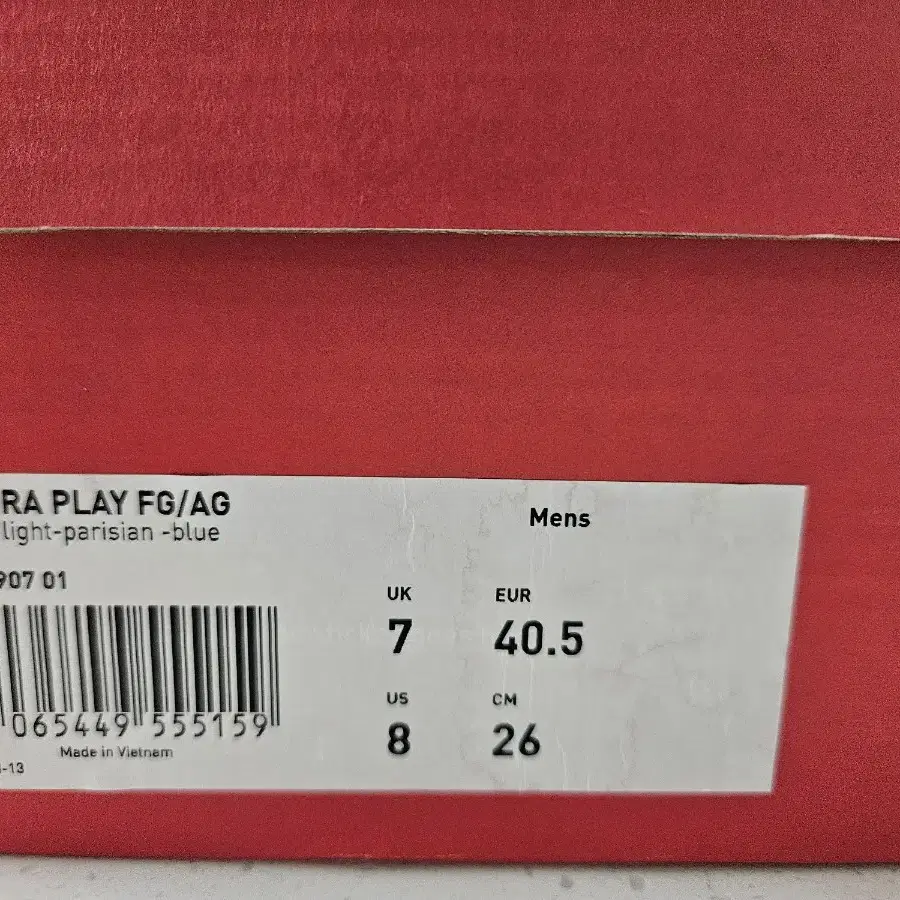 RA PLAY FG/AG
light-parisian -blue
Mens
907 01
UK
EUR
7
40.5
US
CM
8
26
065449 555159
Made in Vietnam
-13